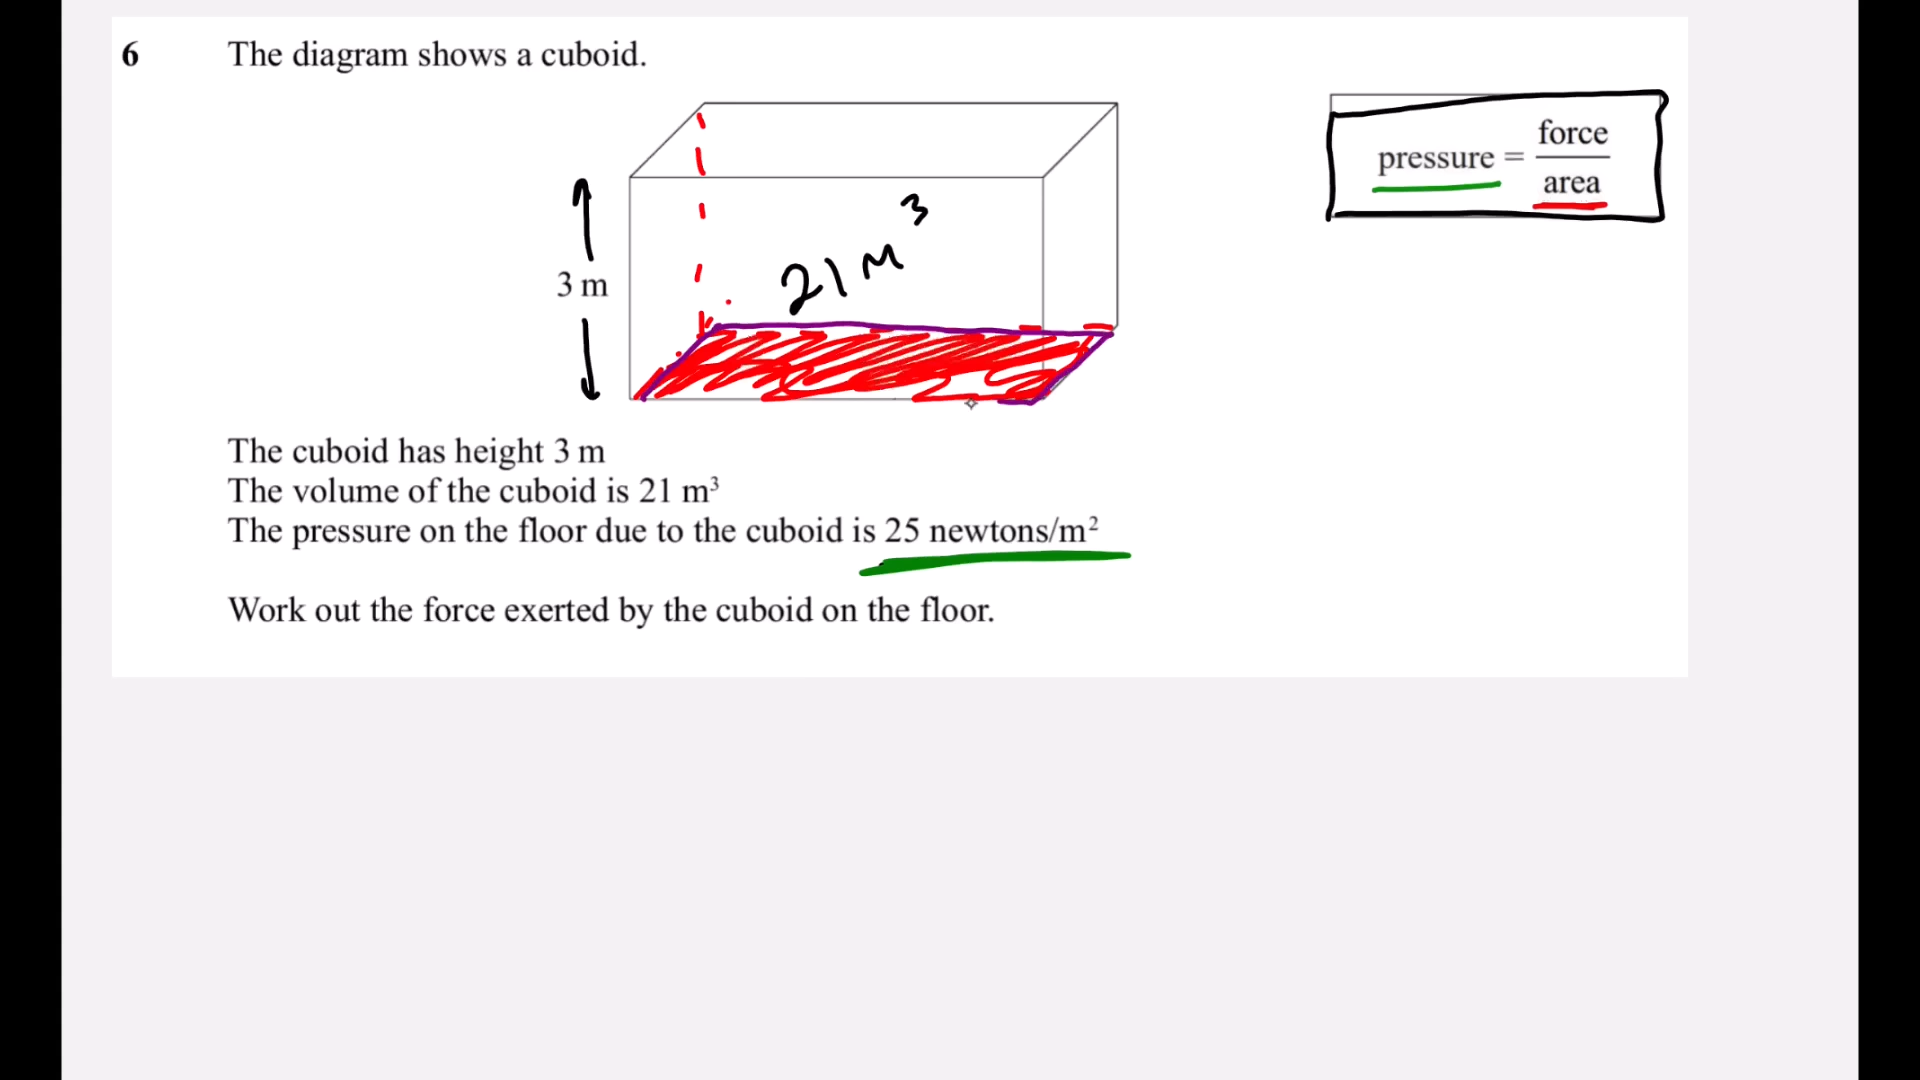 6 The diagram shows a cuboid.
pressure = force / area
21 m³
3 m
The cuboid has height 3 m
The volume of the cuboid is 21 m³
The pressure on the floor due to the cuboid is 25 newtons/m²
Work out the force exerted by the cuboid on the floor.